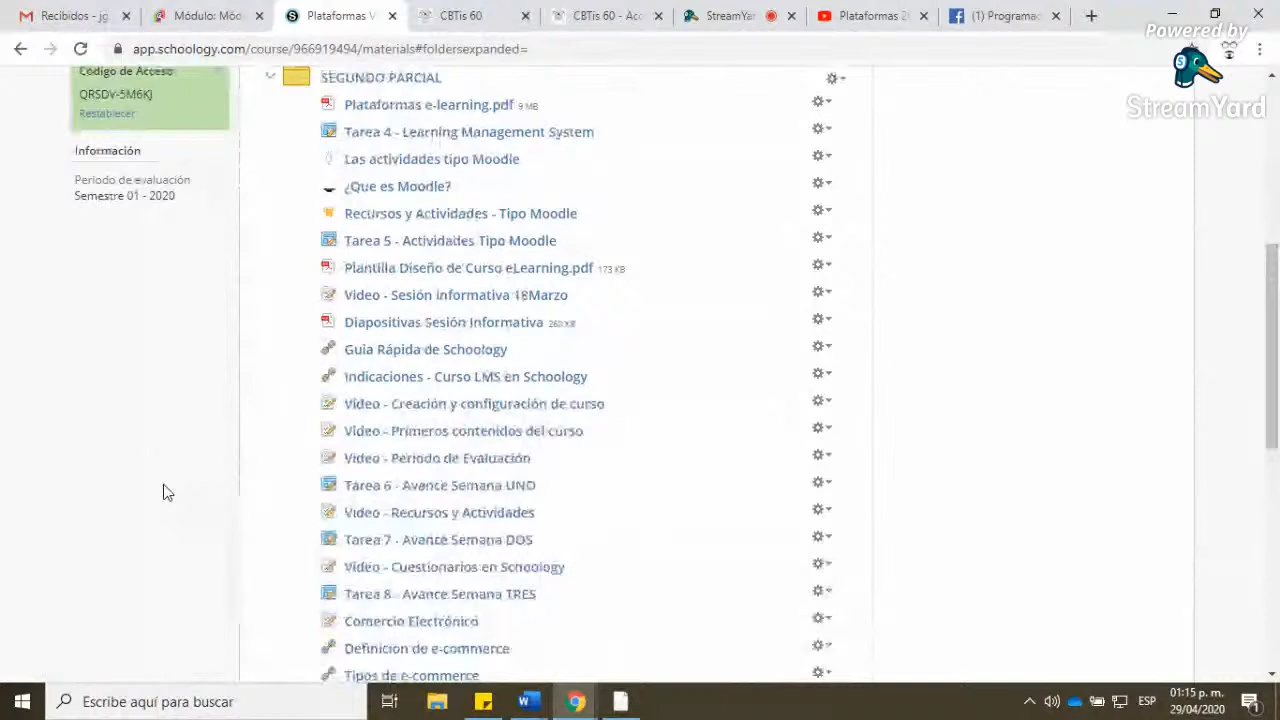 Recibidos - jg
Módulo: Mód
Plataformas V
CBTis 60
CBTis 60 - Acc
StreamYar
Plataformas 2
(1) Programac
app.schoology.com/course/966919494/materials#foldersexpanded=
Powered by
StreamYard
Código de Acceso
QRSDV-5M6KJ
Restablecer
Información
Período de evaluación
Semestre 01 - 2020
SEGUNDO PARCIAL
Plataformas e-learning.pdf 9 MB
Tarea 4 - Learning Management System
Las actividades tipo Moodle
¿Que es Moodle?
Recursos y Actividades - Tipo Moodle
Tarea 5 - Actividades Tipo Moodle
Plantilla Diseño de Curso eLearning.pdf 173 KB
Video - Sesión informativa 18Marzo
Diapositivas Sesión Informativa 260 KB
Guia Rápida de Schoology
Indicaciones - Curso LMS en Schoology
Video - Creación y configuración de curso
Video - Primeros contenidos del curso
Video - Periodo de Evaluación
Tarea 6 - Avance Semana UNO
Video - Recursos y Actividades
Tarea 7 - Avance Semana DOS
Video - Cuestionarios en Schoology
Tarea 8 - Avance Semana TRES
Comercio Electrónico
Definicion de e-commerce
Tipos de e-commerce
Escribe aquí para buscar
ESP
01:15 p. m.
29/04/2020